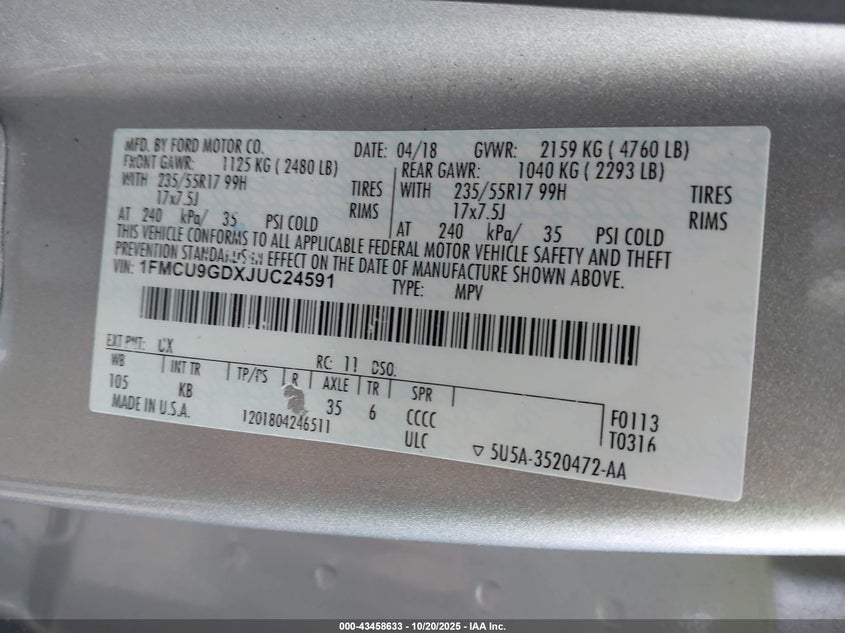 MFD. BY FORD MOTOR CO. DATE: 04/18 GVWR: 2159 KG ( 4760 LB)
FRONT GAWR: 1125 KG ( 2480 LB) REAR GAWR: 1040 KG ( 2293 LB)
WITH 235/55R17 99H TIRES WITH 235/55R17 99H TIRES
17x7.5J RIMS 17x7.5J RIMS
AT 240 kPa/ 35 PSI COLD AT 240 kPa/ 35 PSI COLD
THIS VEHICLE CONFORMS TO ALL APPLICABLE FEDERAL MOTOR VEHICLE SAFETY AND THEFT
PREVENTION STANDARDS IN EFFECT ON THE DATE OF MANUFACTURE SHOWN ABOVE.
VIN: 1FMCU9GDXJUC24591 TYPE: MPV
EXT PNT: UX RC: 11 DSO:
WB INT TR TP/PS R AXLE TR SPR
105 KB 35 6 CCCC F0113
MADE IN U.S.A. 1201804246511 ULC T0316
▽ 5U5A-3520472-AA
000-43458633 - 10/20/2025 - IAA Inc.